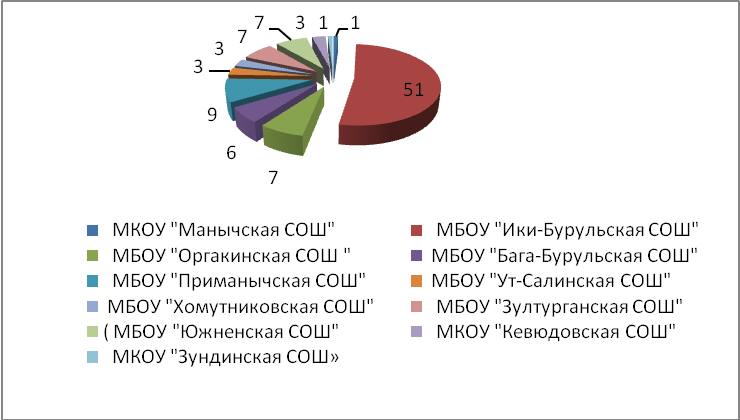 7 3 1 1
7
3
3 51
9
6
7
МКОУ "Манычская СОШ" МБОУ "Ики-Бурульская СОШ"
МБОУ "Оргакинская СОШ " МБОУ "Бага-Бурульская СОШ"
МБОУ "Приманычская СОШ" МБОУ "Ут-Салинская СОШ"
МБОУ "Хомутниковская СОШ" МБОУ "Зултурганская СОШ"
( МБОУ "Южненская СОШ" МКОУ "Кевюдовская СОШ"
МКОУ "Зундинская СОШ»